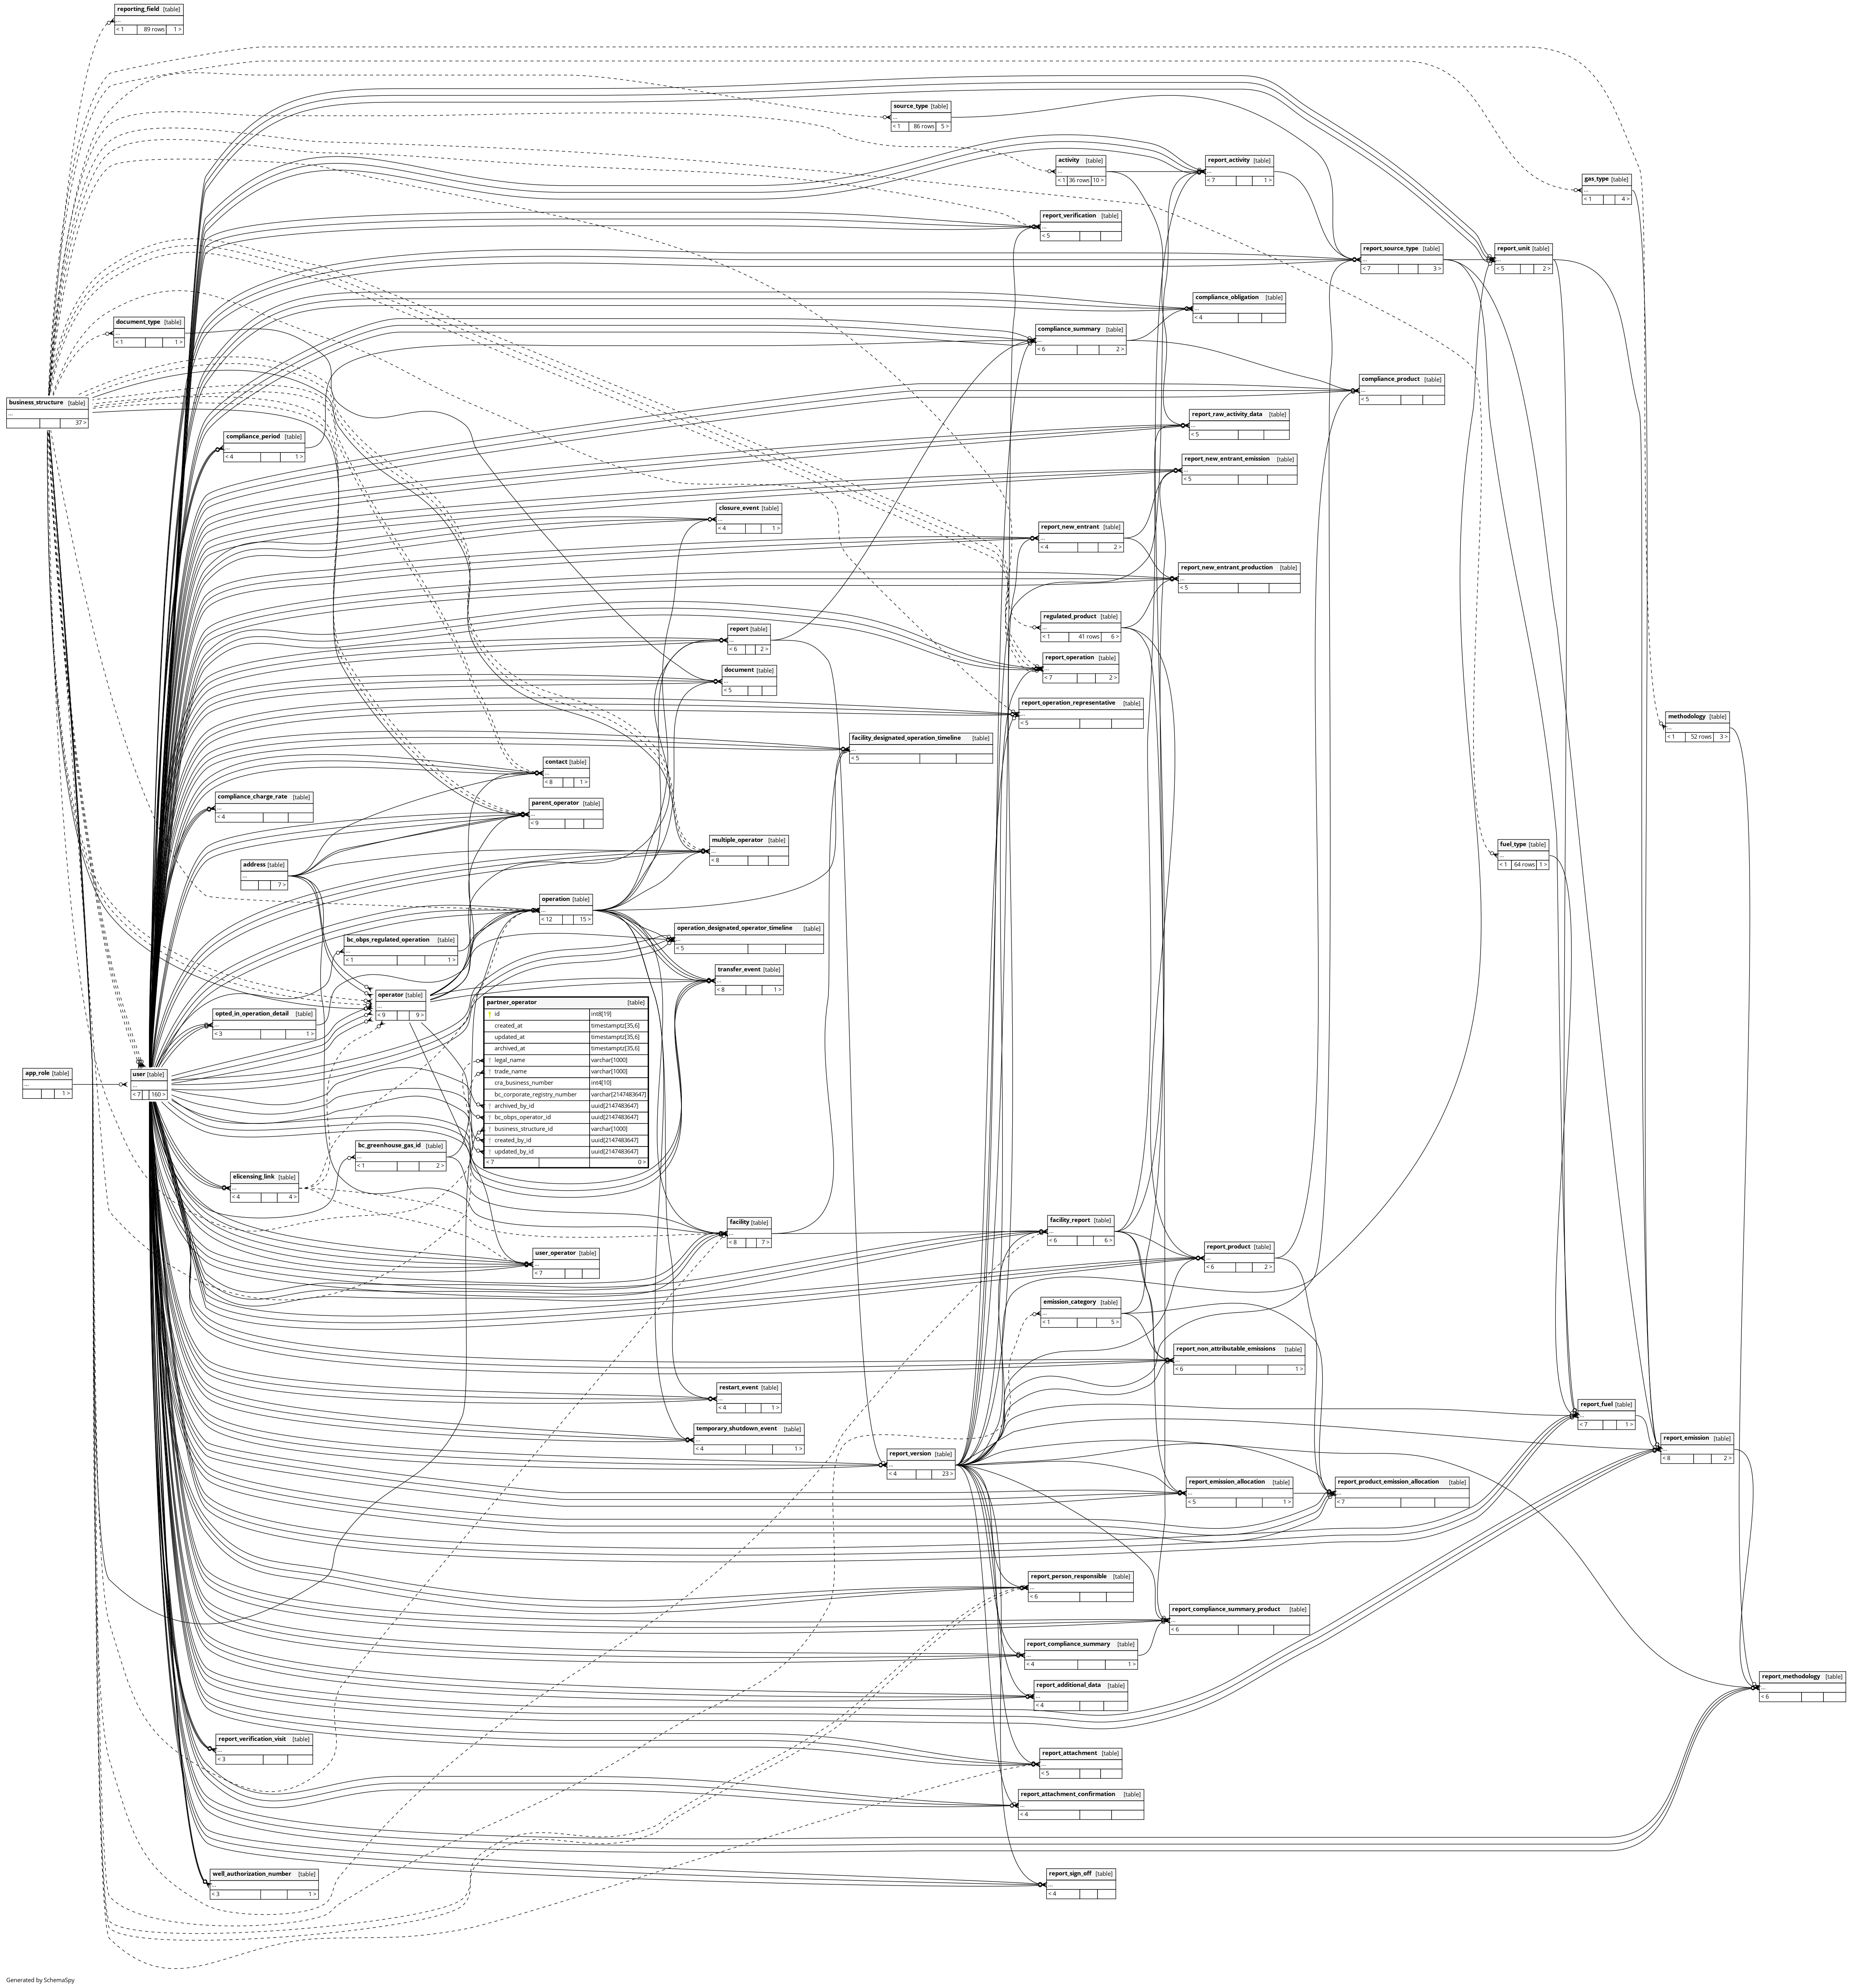 reporting_field [table]
...
< 1 89 rows 1 >
source_type [table]
...
< 1 86 rows 5 >
activity [table]
...
< 1 36 rows 10 >
report_activity [table]
...
< 7 1 >
gas_type [table]
...
< 1 4 >
report_verification [table]
...
< 5
report_source_type [table]
...
< 7 3 >
report_unit [table]
...
< 5 2 >
compliance_obligation [table]
...
< 4
document_type [table]
...
< 1 1 >
compliance_summary [table]
...
< 6 2 >
compliance_product [table]
...
< 5
business_structure [table]
...
37 >
report_raw_activity_data [table]
...
< 5
compliance_period [table]
...
< 4 1 >
report_new_entrant_emission [table]
...
< 5
closure_event [table]
...
< 4 1 >
report_new_entrant [table]
...
< 4 2 >
report_new_entrant_production [table]
...
< 5
regulated_product [table]
...
< 1 41 rows 6 >
report [table]
...
< 6 2 >
report_operation [table]
...
< 7 2 >
document [table]
...
< 5
report_operation_representative [table]
...
< 5
methodology [table]
...
< 1 52 rows 3 >
facility_designated_operation_timeline [table]
...
< 5
contact [table]
...
< 8 1 >
compliance_charge_rate [table]
...
< 4
parent_operator [table]
...
< 9
multiple_operator [table]
...
< 8
fuel_type [table]
...
< 1 64 rows 1 >
address [table]
...
7 >
operation [table]
...
< 12 15 >
operation_designated_operator_timeline [table]
...
< 5
bc_obps_regulated_operation [table]
...
< 1 1 >
transfer_event [table]
...
< 8 1 >
operator [table]
...
< 9 9 >
opted_in_operation_detail [table]
...
< 3 1 >
partner_operator [table]
id int8[19]
created_at timestamptz[35,6]
updated_at timestamptz[35,6]
archived_at timestamptz[35,6]
legal_name varchar[1000]
trade_name varchar[1000]
cra_business_number int4[10]
bc_corporate_registry_number varchar[2147483647]
archived_by_id uuid[2147483647]
bc_obps_operator_id uuid[2147483647]
business_structure_id varchar[1000]
created_by_id uuid[2147483647]
updated_by_id uuid[2147483647]
< 7 0 >
app_role [table]
...
1 >
user [table]
...
< 7 160 >
bc_greenhouse_gas_id [table]
...
< 1 2 >
elicensing_link [table]
...
< 4 4 >
facility [table]
...
< 8 7 >
facility_report [table]
...
< 6 6 >
report_product [table]
...
< 6 2 >
user_operator [table]
...
< 7
emission_category [table]
...
< 1 5 >
report_non_attributable_emissions [table]
...
< 6 1 >
restart_event [table]
...
< 4 1 >
temporary_shutdown_event [table]
...
< 4 1 >
report_fuel [table]
...
< 7 1 >
report_emission [table]
...
< 8 2 >
report_version [table]
...
< 4 23 >
report_emission_allocation [table]
...
< 5 1 >
report_product_emission_allocation [table]
...
< 7
report_person_responsible [table]
...
< 6
report_compliance_summary_product [table]
...
< 6
report_compliance_summary [table]
...
< 4 1 >
report_methodology [table]
...
< 6
report_additional_data [table]
...
< 4
report_verification_visit [table]
...
< 3
report_attachment [table]
...
< 5
report_attachment_confirmation [table]
...
< 4
well_authorization_number [table]
...
< 3 1 >
report_sign_off [table]
...
< 4
Generated by SchemaSpy